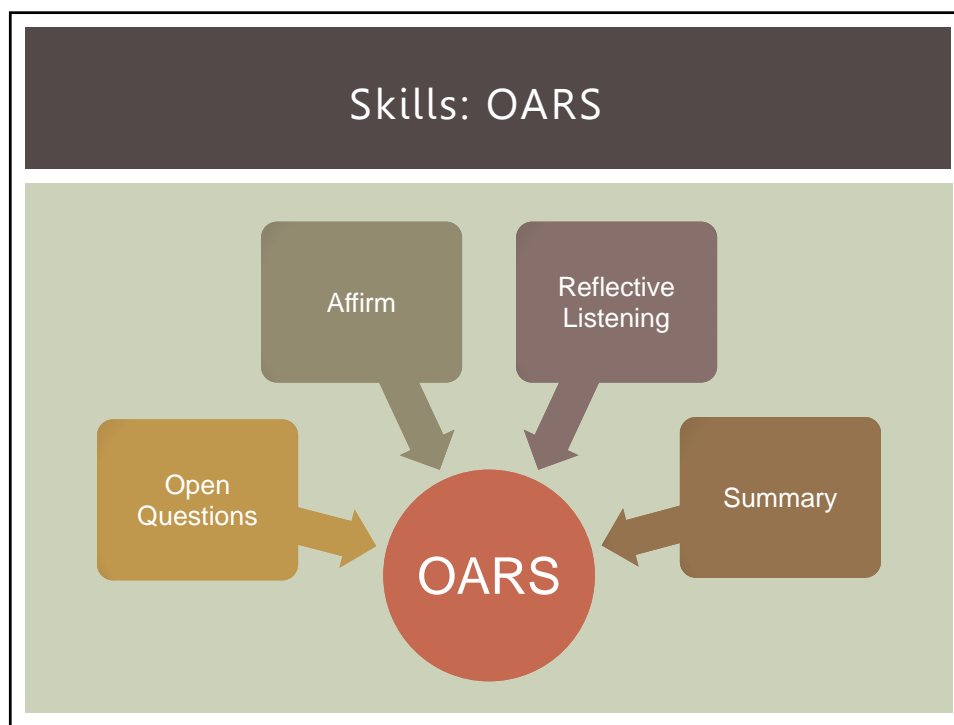 Skills: OARS
Affirm
Reflective
Listening
Open
Questions
Summary
OARS